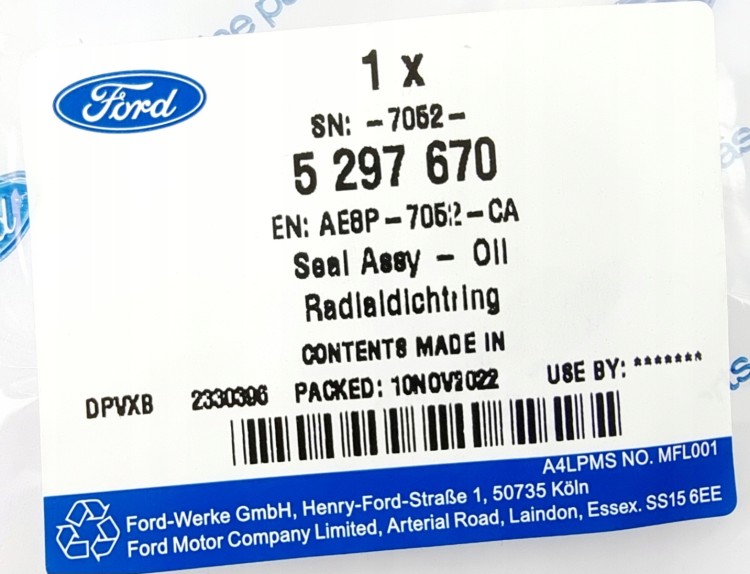 Ford
1 x
SN: -7052-
5 297 670
EN: AE8P-7052-CA
Seal Assy - Oil
Radialdichtring
CONTENTS MADE IN
DPVXB 2330396 PACKED: 10NOV2022 USE BY: *******
A4LPMS NO. MFL001
Ford-Werke GmbH, Henry-Ford-Straße 1, 50735 Köln
Ford Motor Company Limited, Arterial Road, Laindon, Essex. SS15 6EE